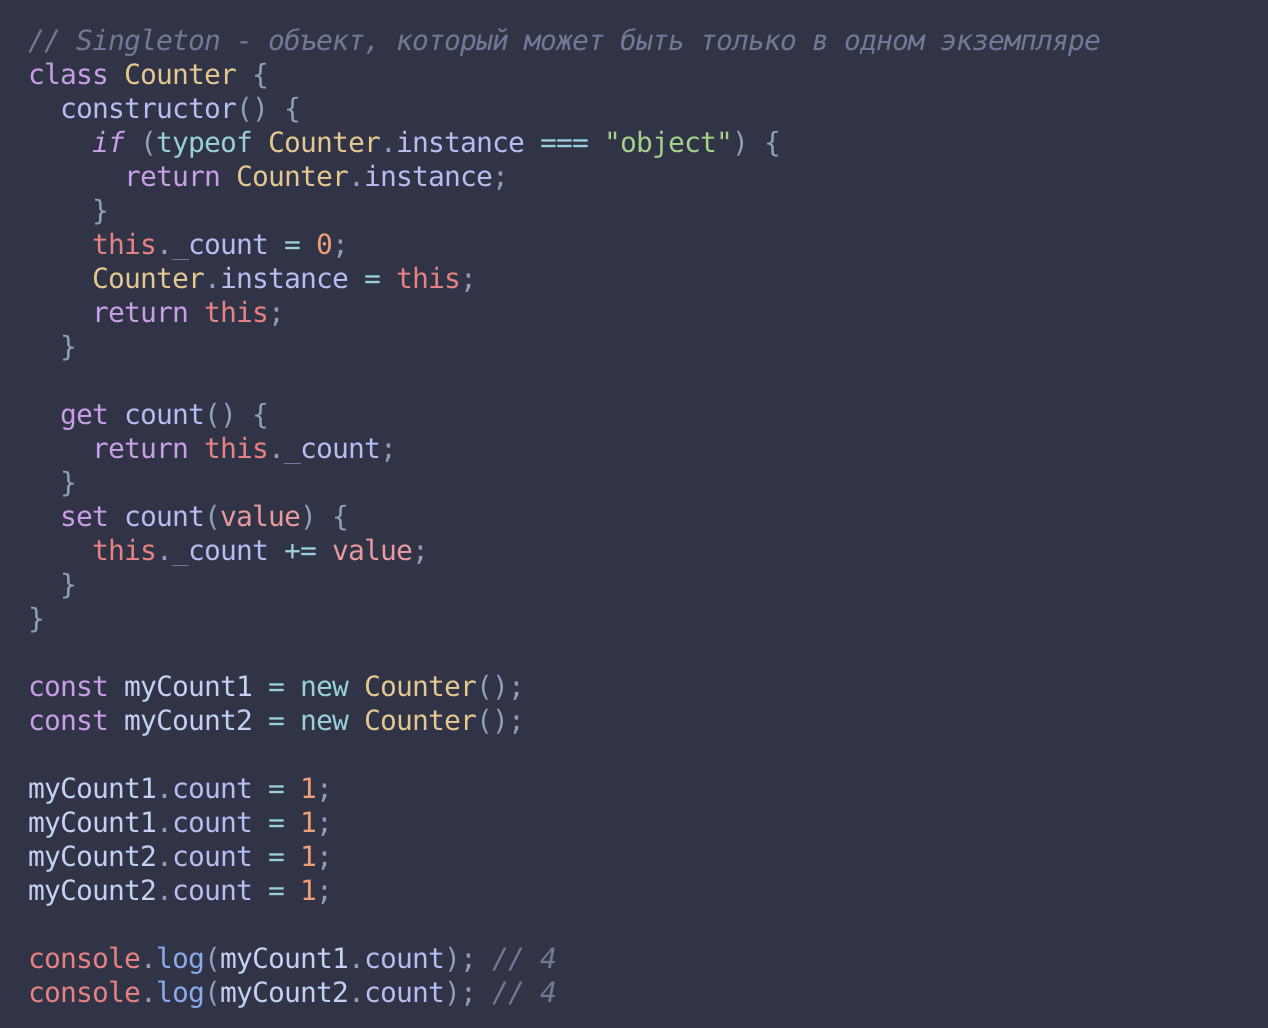 // Singleton - объект, который может быть только в одном экземпляре
class Counter {
  constructor() {
    if (typeof Counter.instance === "object") {
      return Counter.instance;
    }
    this._count = 0;
    Counter.instance = this;
    return this;
  }

  get count() {
    return this._count;
  }
  set count(value) {
    this._count += value;
  }
}

const myCount1 = new Counter();
const myCount2 = new Counter();

myCount1.count = 1;
myCount1.count = 1;
myCount2.count = 1;
myCount2.count = 1;

console.log(myCount1.count); // 4
console.log(myCount2.count); // 4